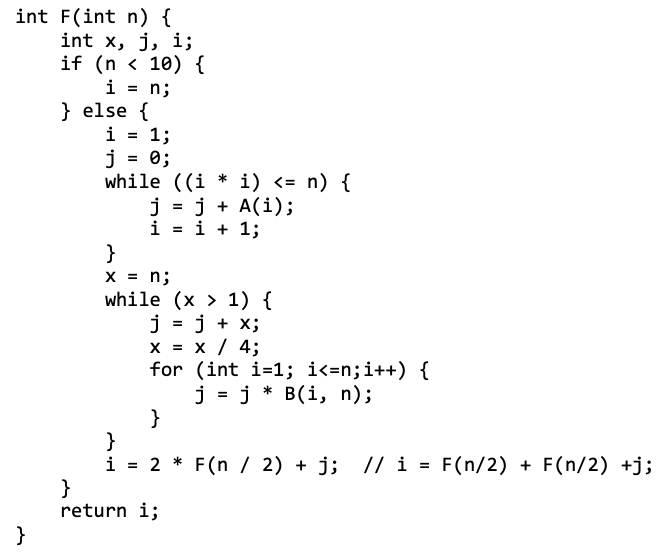 int F(int n) {
    int x, j, i;
    if (n < 10) {
        i = n;
    } else {
        i = 1;
        j = 0;
        while ((i * i) <= n) {
            j = j + A(i);
            i = i + 1;
        }
        x = n;
        while (x > 1) {
            j = j + x;
            x = x / 4;
            for (int i=1; i<=n;i++) {
                j = j * B(i, n);
            }
        }
        i = 2 * F(n / 2) + j;  // i = F(n/2) + F(n/2) +j;
    }
    return i;
}